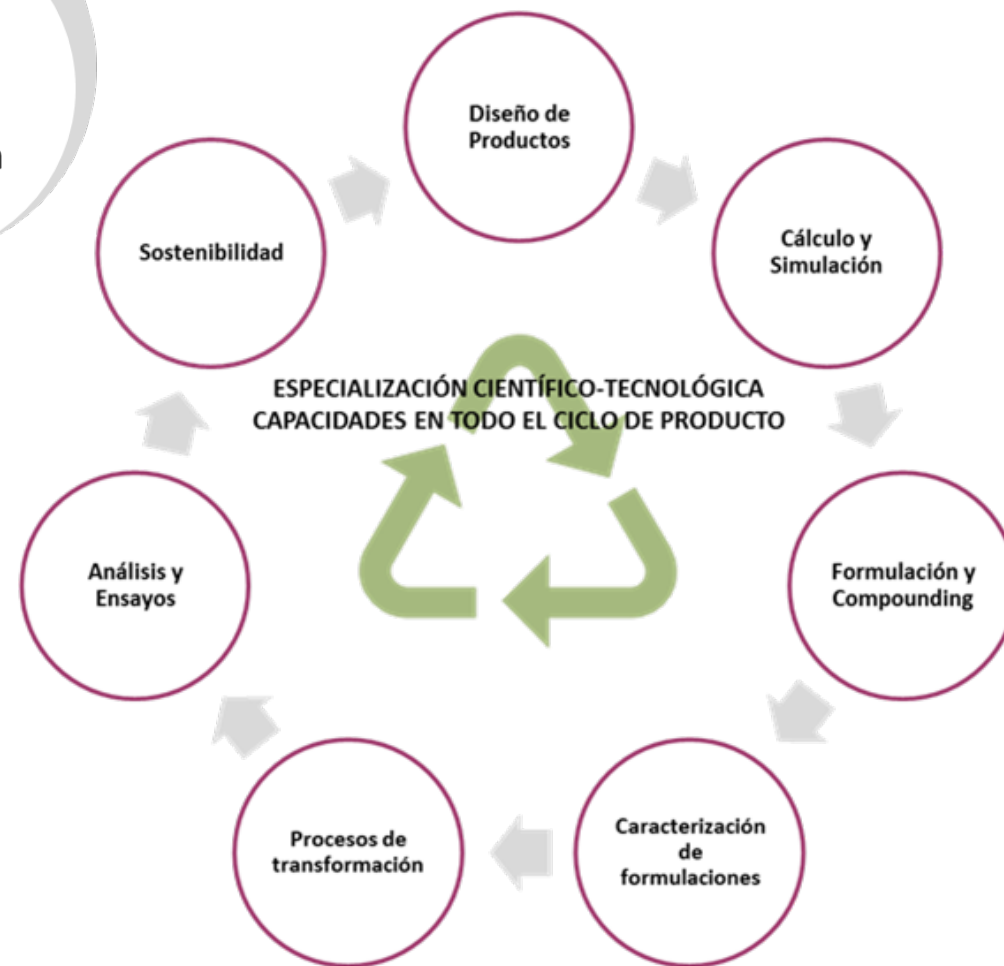 Diseño de
Productos
Cálculo y
Simulación
Formulación y
Compounding
Caracterización
de
formulaciones
Procesos de
transformación
Análisis y
Ensayos
Sostenibilidad
ESPECIALIZACIÓN CIENTÍFICO-TECNOLÓGICA
CAPACIDADES EN TODO EL CICLO DE PRODUCTO